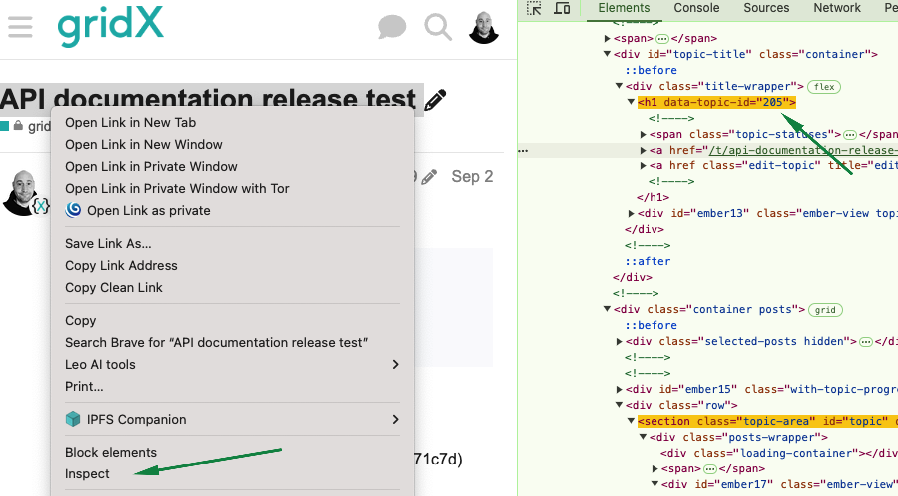 gridX
API documentation release test
grid
Sep 2
9
{X}
Open Link in New Tab
Open Link in New Window
Open Link in Private Window
Open Link in Private Window with Tor
Open Link as private
Save Link As...
Copy Link Address
Copy Clean Link
Copy
Search Brave for “API documentation release test”
Leo AI tools
Print...
IPFS Companion
Block elements
Inspect
71c7d)
Elements Console Sources Network Pe
<!---->
<span>⋯</span>
<div id="topic-title" class="container">
::before
<div class="title-wrapper"> flex
<h1 data-topic-id="205">
<!---->
<span class="topic-statuses">⋯</span>
... <a href="/t/api-documentation-release-
<a href class="edit-topic" title="edit
<!---->
</h1>
<div id="ember13" class="ember-view topi
</div>
<!---->
::after
</div>
<!---->
<div class="container posts"> grid
::before
<div class="selected-posts hidden">⋯</di
<!---->
<!---->
<div id="ember15" class="with-topic-progre
<div class="row">
<section class="topic-area" id="topic" d
<div class="posts-wrapper">
<div class="loading-container"></div>
<span>⋯</span>
<div id="ember17" class="ember-view"